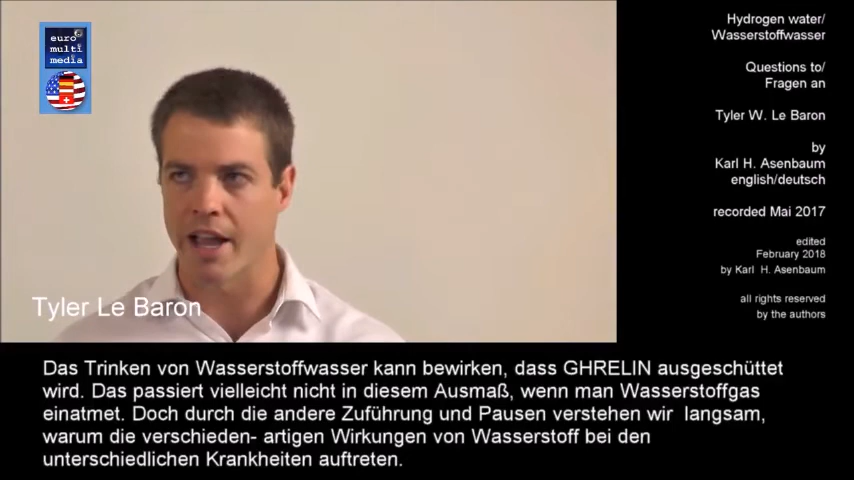 euro
multi
media
Hydrogen water/
Wasserstoffwasser
Questions to/
Fragen an
Tyler W. Le Baron
by
Karl H. Asenbaum
english/deutsch
recorded Mai 2017
edited
February 2018
by Karl H. Asenbaum
all rights reserved
by the authors
Tyler Le Baron
Das Trinken von Wasserstoffwasser kann bewirken, dass GHRELIN ausgeschüttet
wird. Das passiert vielleicht nicht in diesem Ausmaß, wenn man Wasserstoffgas
einatmet. Doch durch die andere Zuführung und Pausen verstehen wir langsam,
warum die verschieden- artigen Wirkungen von Wasserstoff bei den
unterschiedlichen Krankheiten auftreten.